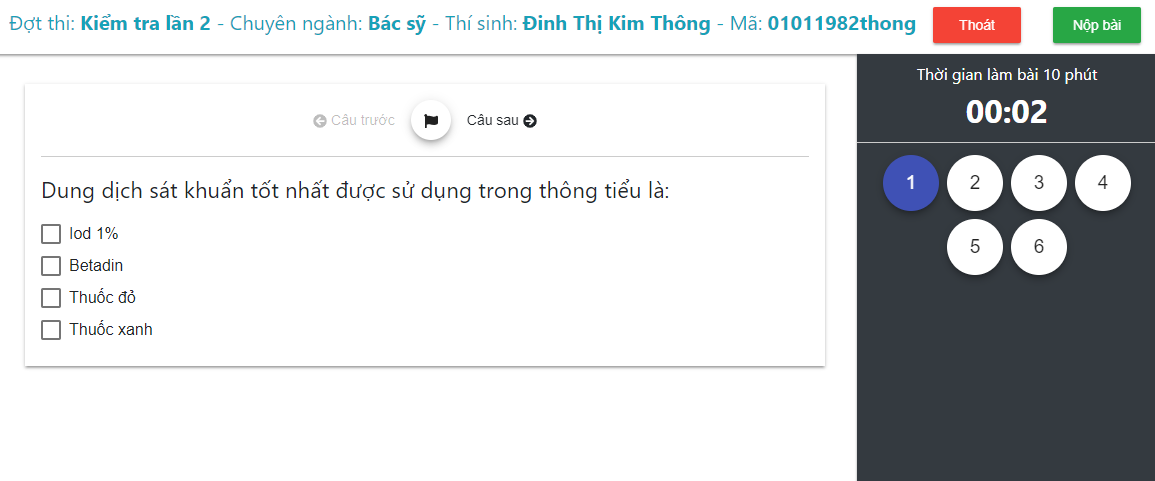 Đợt thi: Kiểm tra lần 2 - Chuyên ngành: Bác sỹ - Thí sinh: Đinh Thị Kim Thông - Mã: 01011982thong
Thoát
Nộp bài
Thời gian làm bài 10 phút
00:02
Câu trước
Câu sau
Dung dịch sát khuẩn tốt nhất được sử dụng trong thông tiểu là:
Iod 1%
Betadin
Thuốc đỏ
Thuốc xanh
1 2 3 4
5 6